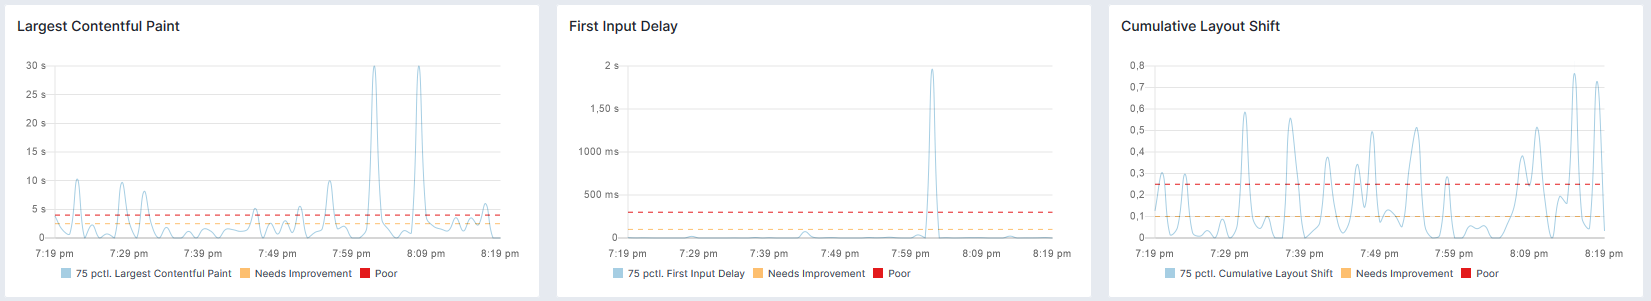 Largest Contentful Paint
30 s
25 s
20 s
15 s
10 s
5 s
0
7:19 pm 7:29 pm 7:39 pm 7:49 pm 7:59 pm 8:09 pm 8:19 pm
75 pctl. Largest Contentful Paint Needs Improvement Poor
First Input Delay
2 s
1,50 s
1000 ms
500 ms
0
7:19 pm 7:29 pm 7:39 pm 7:49 pm 7:59 pm 8:09 pm 8:19 pm
75 pctl. First Input Delay Needs Improvement Poor
Cumulative Layout Shift
0,8
0,7
0,6
0,5
0,4
0,3
0,2
0,1
0
7:19 pm 7:29 pm 7:39 pm 7:49 pm 7:59 pm 8:09 pm 8:19 pm
75 pctl. Cumulative Layout Shift Needs Improvement Poor